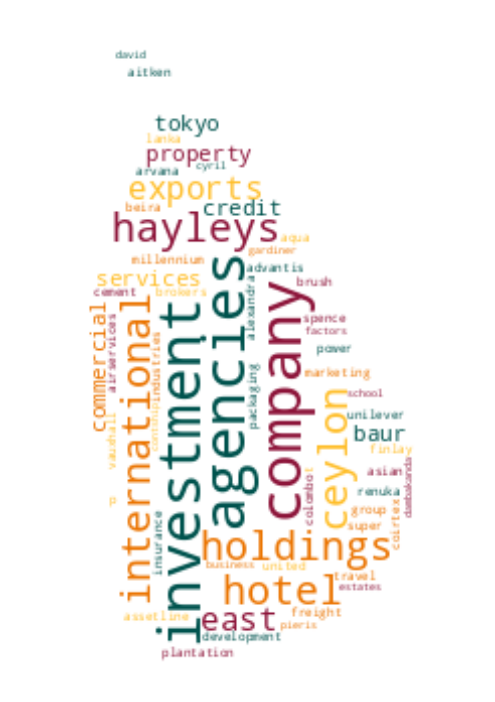 david
aitken
tokyo
lanka
property
cyril
arvana
exports
beira
credit
hayleys
aqua
gardiner
millennium
advantis
services
brush
cement
brokers
alexandra
commercial
airservices
international
investment
agencies
company
spence
factors
power
industries
packaging
marketing
school
ceylon
unilever
vauxhall
baur
finlay
asian
dambakanda
renuka
colombo
p
group
coirtex
super
insurance
holdings
business
united
travel
hotel
estates
assetline
east
freight
pieris
development
plantation